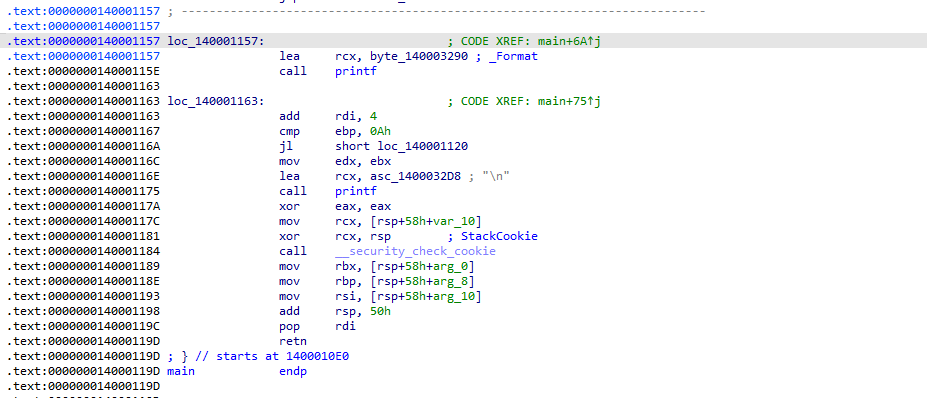 .text:0000000140001157 ; ---------------------------------------------------------------------------
.text:0000000140001157
.text:0000000140001157 loc_140001157:                          ; CODE XREF: main+6A↑j
.text:0000000140001157                 lea     rcx, byte_140003290 ; _Format
.text:000000014000115E                 call    printf
.text:0000000140001163
.text:0000000140001163 loc_140001163:                          ; CODE XREF: main+75↑j
.text:0000000140001163                 add     rdi, 4
.text:0000000140001167                 cmp     ebp, 0Ah
.text:000000014000116A                 jl      short loc_140001120
.text:000000014000116C                 mov     edx, ebx
.text:000000014000116E                 lea     rcx, asc_1400032D8 ; "\n"
.text:0000000140001175                 call    printf
.text:000000014000117A                 xor     eax, eax
.text:000000014000117C                 mov     rcx, [rsp+58h+var_10]
.text:0000000140001181                 xor     rcx, rsp        ; StackCookie
.text:0000000140001184                 call    __security_check_cookie
.text:0000000140001189                 mov     rbx, [rsp+58h+arg_0]
.text:000000014000118E                 mov     rbp, [rsp+58h+arg_8]
.text:0000000140001193                 mov     rsi, [rsp+58h+arg_10]
.text:0000000140001198                 add     rsp, 50h
.text:000000014000119C                 pop     rdi
.text:000000014000119D                 retn
.text:000000014000119D ; } // starts at 1400010E0
.text:000000014000119D main            endp
.text:000000014000119D